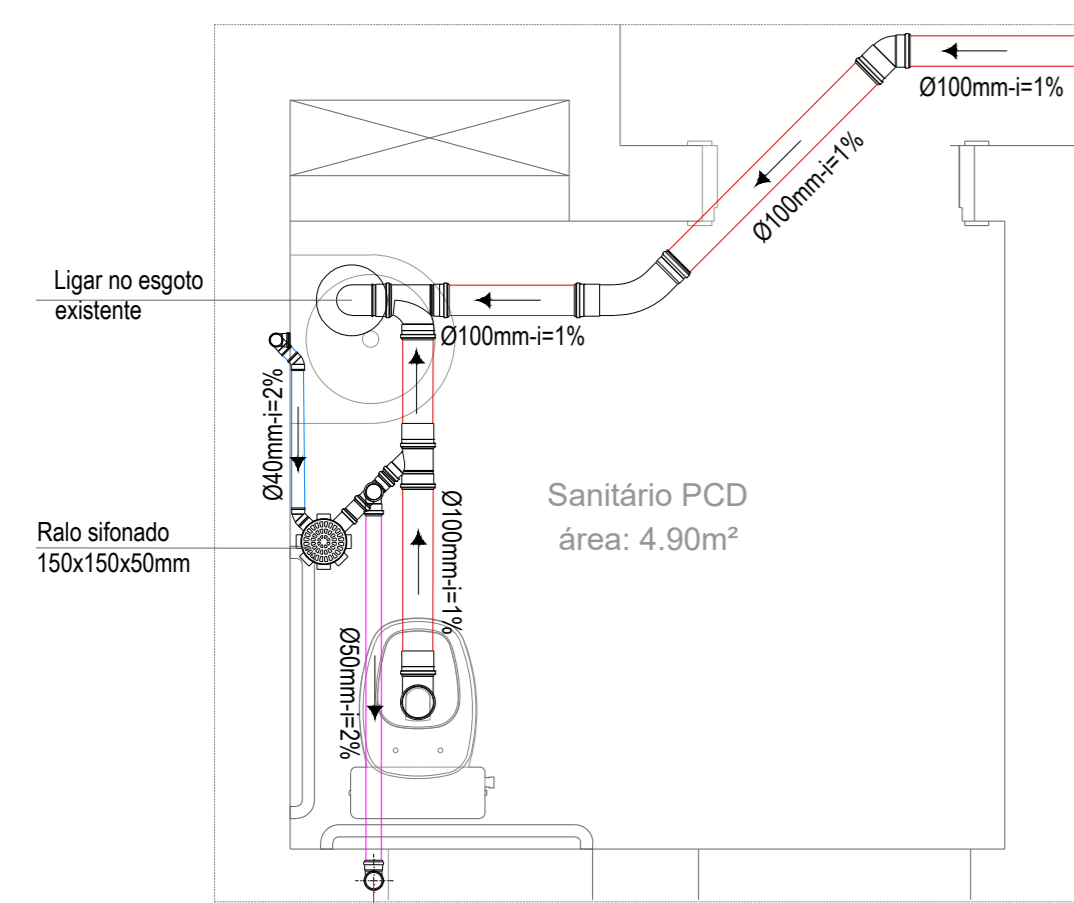 Ø100mm-i=1%
Ø100mm-i=1%
Ligar no esgoto
existente
Ø100mm-i=1%
Ø40mm-i=2%
Sanitário PCD
área: 4.90m²
Ralo sifonado
150x150x50mm
Ø100mm-i=1%
Ø50mm-i=2%